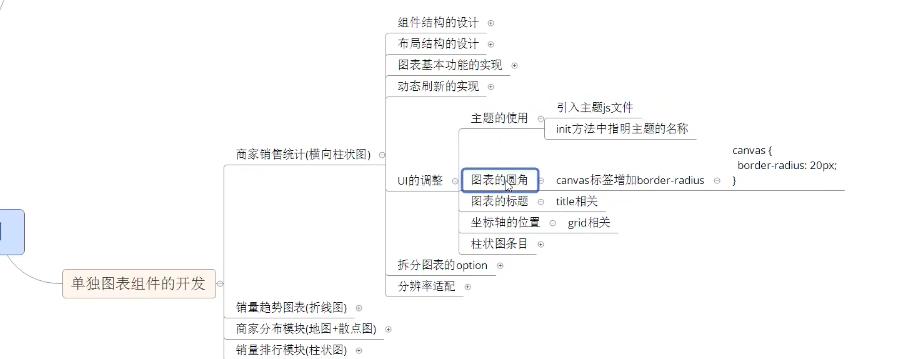 组件结构的设计
布局结构的设计
图表基本功能的实现
动态刷新的实现
主题的使用
引入主题js文件
init方法中指明主题的名称
商家销售统计(横向柱状图)
UI的调整
图表的圆角
canvas标签增加border-radius
canvas {
border-radius: 20px;
}
图表的标题
title相关
坐标轴的位置
grid相关
柱状图条目
拆分图表的option
分辨率适配
单独图表组件的开发
销量趋势图表(折线图)
商家分布模块(地图+散点图)
销量排行模块(柱状图)